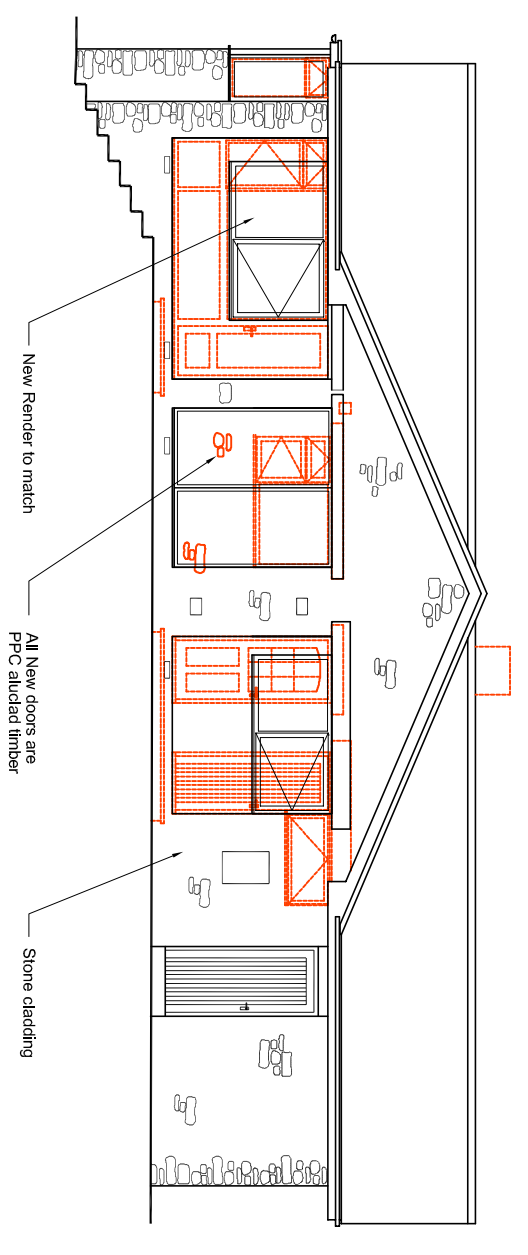 New Render to match
All New doors are
PPC aluclad timber
Stone cladding